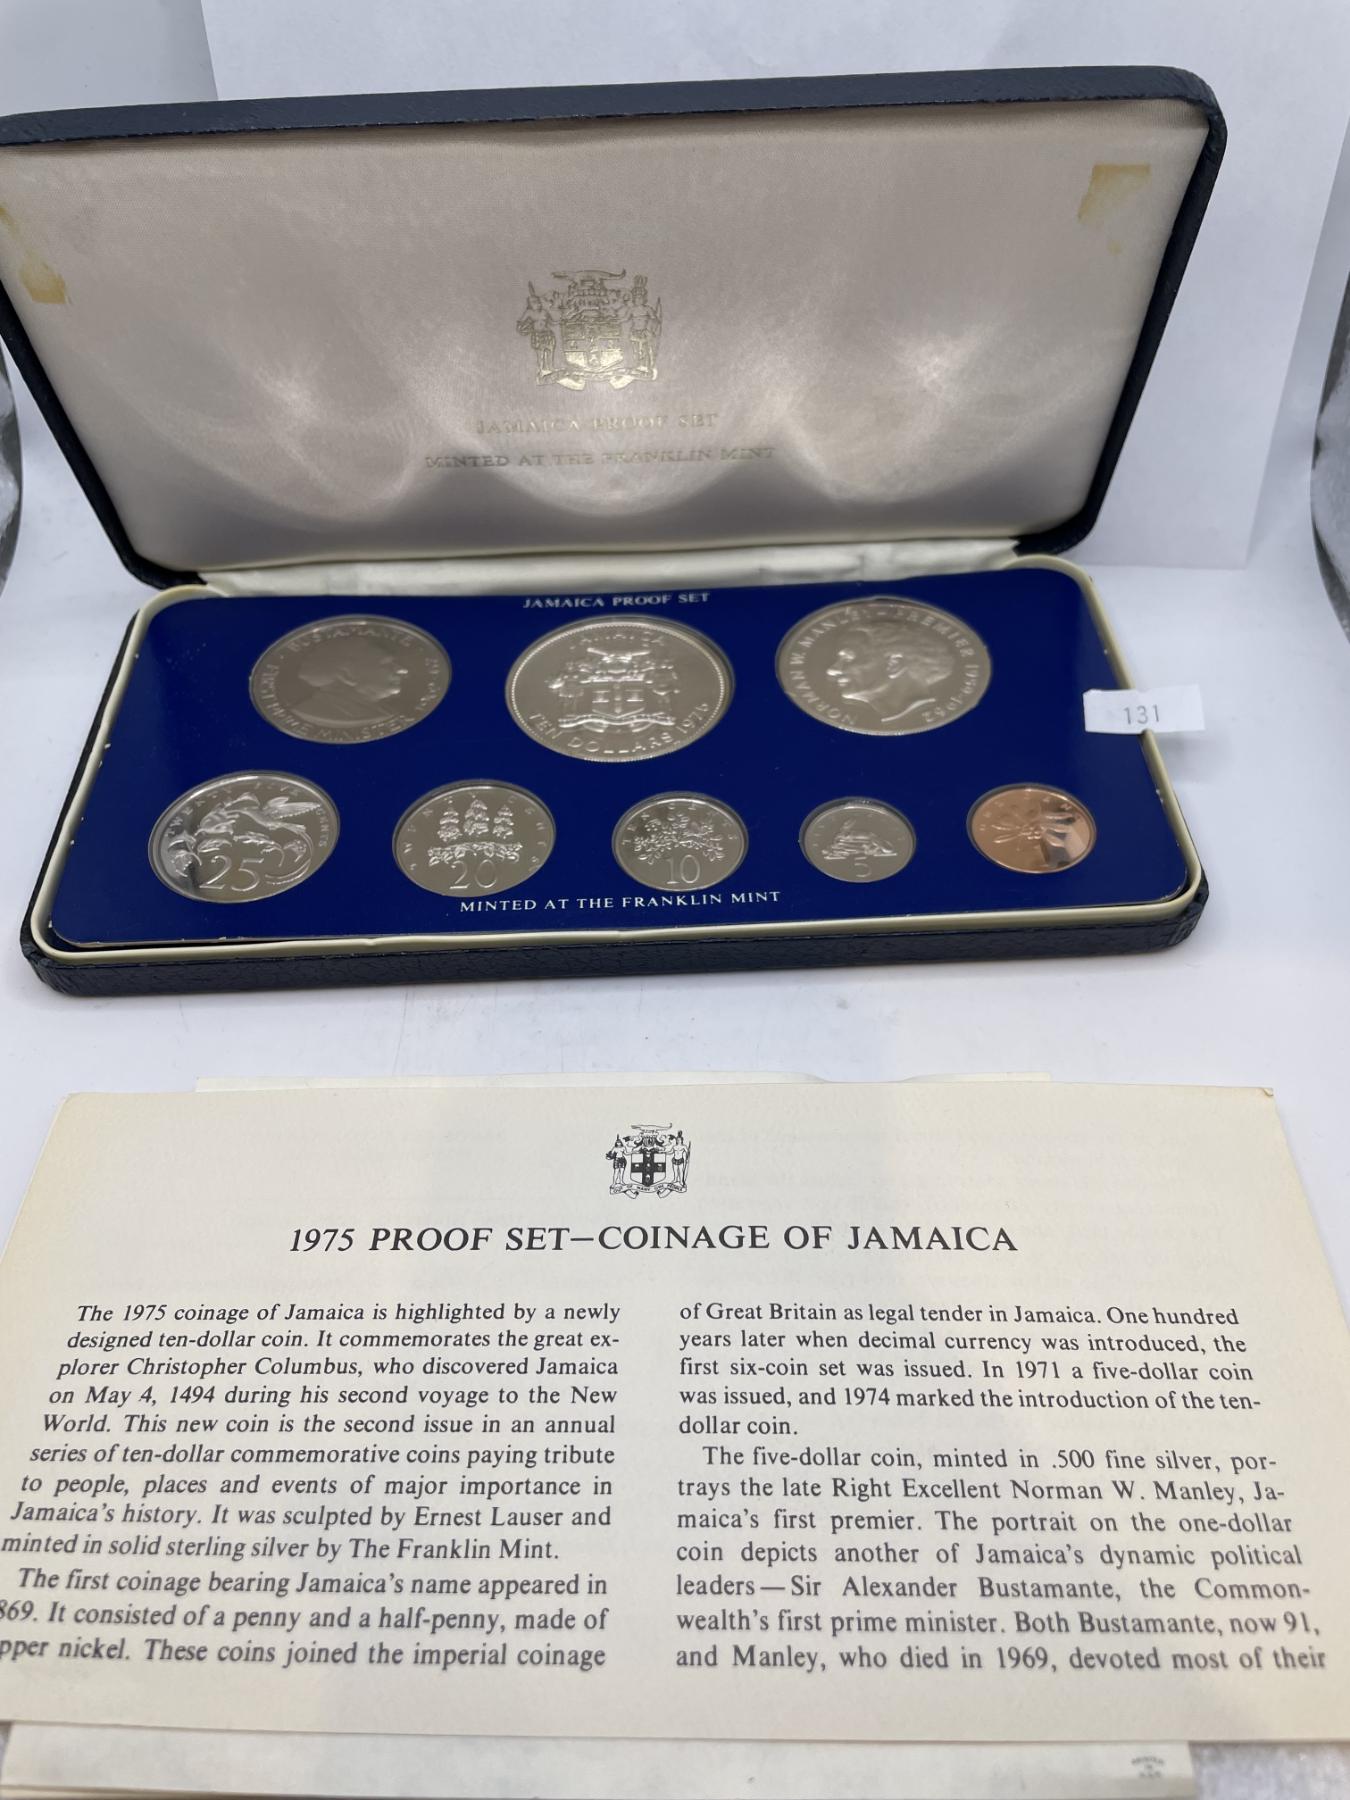 JAMAICA PROOF SET
MINTED AT THE FRANKLIN MINT
JAMAICA PROOF SET
BUSTAMANTE
MINISTER
JAMAICA
TEN DOLLARS 1976
NORMAN W. MANLEY PREMIER 1959-1962
131
TWENTY FIVE CENTS
25
TWENTY CENTS
20
10
5
MINTED AT THE FRANKLIN MINT
1975 PROOF SET—COINAGE OF JAMAICA
The 1975 coinage of Jamaica is highlighted by a newly
designed ten-dollar coin. It commemorates the great ex-
plorer Christopher Columbus, who discovered Jamaica
on May 4, 1494 during his second voyage to the New
World. This new coin is the second issue in an annual
series of ten-dollar commemorative coins paying tribute
to people, places and events of major importance in
Jamaica's history. It was sculpted by Ernest Lauser and
minted in solid sterling silver by The Franklin Mint.
The first coinage bearing Jamaica's name appeared in
869. It consisted of a penny and a half-penny, made of
pper nickel. These coins joined the imperial coinage
of Great Britain as legal tender in Jamaica. One hundred
years later when decimal currency was introduced, the
first six-coin set was issued. In 1971 a five-dollar coin
was issued, and 1974 marked the introduction of the ten-
dollar coin.
The five-dollar coin, minted in .500 fine silver, por-
trays the late Right Excellent Norman W. Manley, Ja-
maica's first premier. The portrait on the one-dollar
coin depicts another of Jamaica's dynamic political
leaders—Sir Alexander Bustamante, the Common-
wealth's first prime minister. Both Bustamante, now 91,
and Manley, who died in 1969, devoted most of their